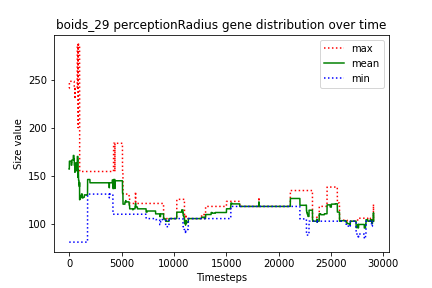 boids_29 perceptionRadius gene distribution over time
max
mean
min
Size value
250
200
150
100
0
5000
10000
15000
20000
25000
30000
Timesteps